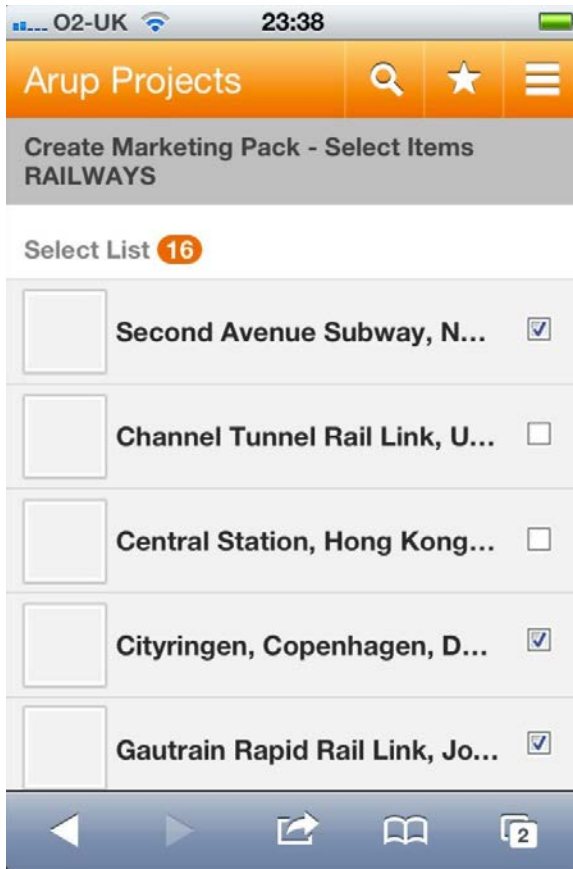 O2-UK 23:38
Arup Projects
Create Marketing Pack - Select Items
RAILWAYS
Select List 16
Second Avenue Subway, N...
Channel Tunnel Rail Link, U...
Central Station, Hong Kong...
Cityringen, Copenhagen, D...
Gautrain Rapid Rail Link, Jo...
2